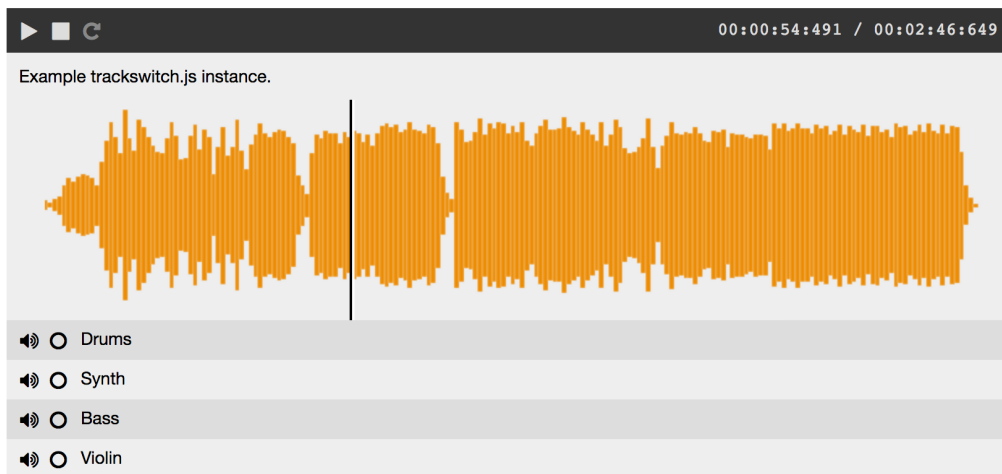 00:00:54:491 / 00:02:46:649
Example trackswitch.js instance.
Drums
Synth
Bass
Violin